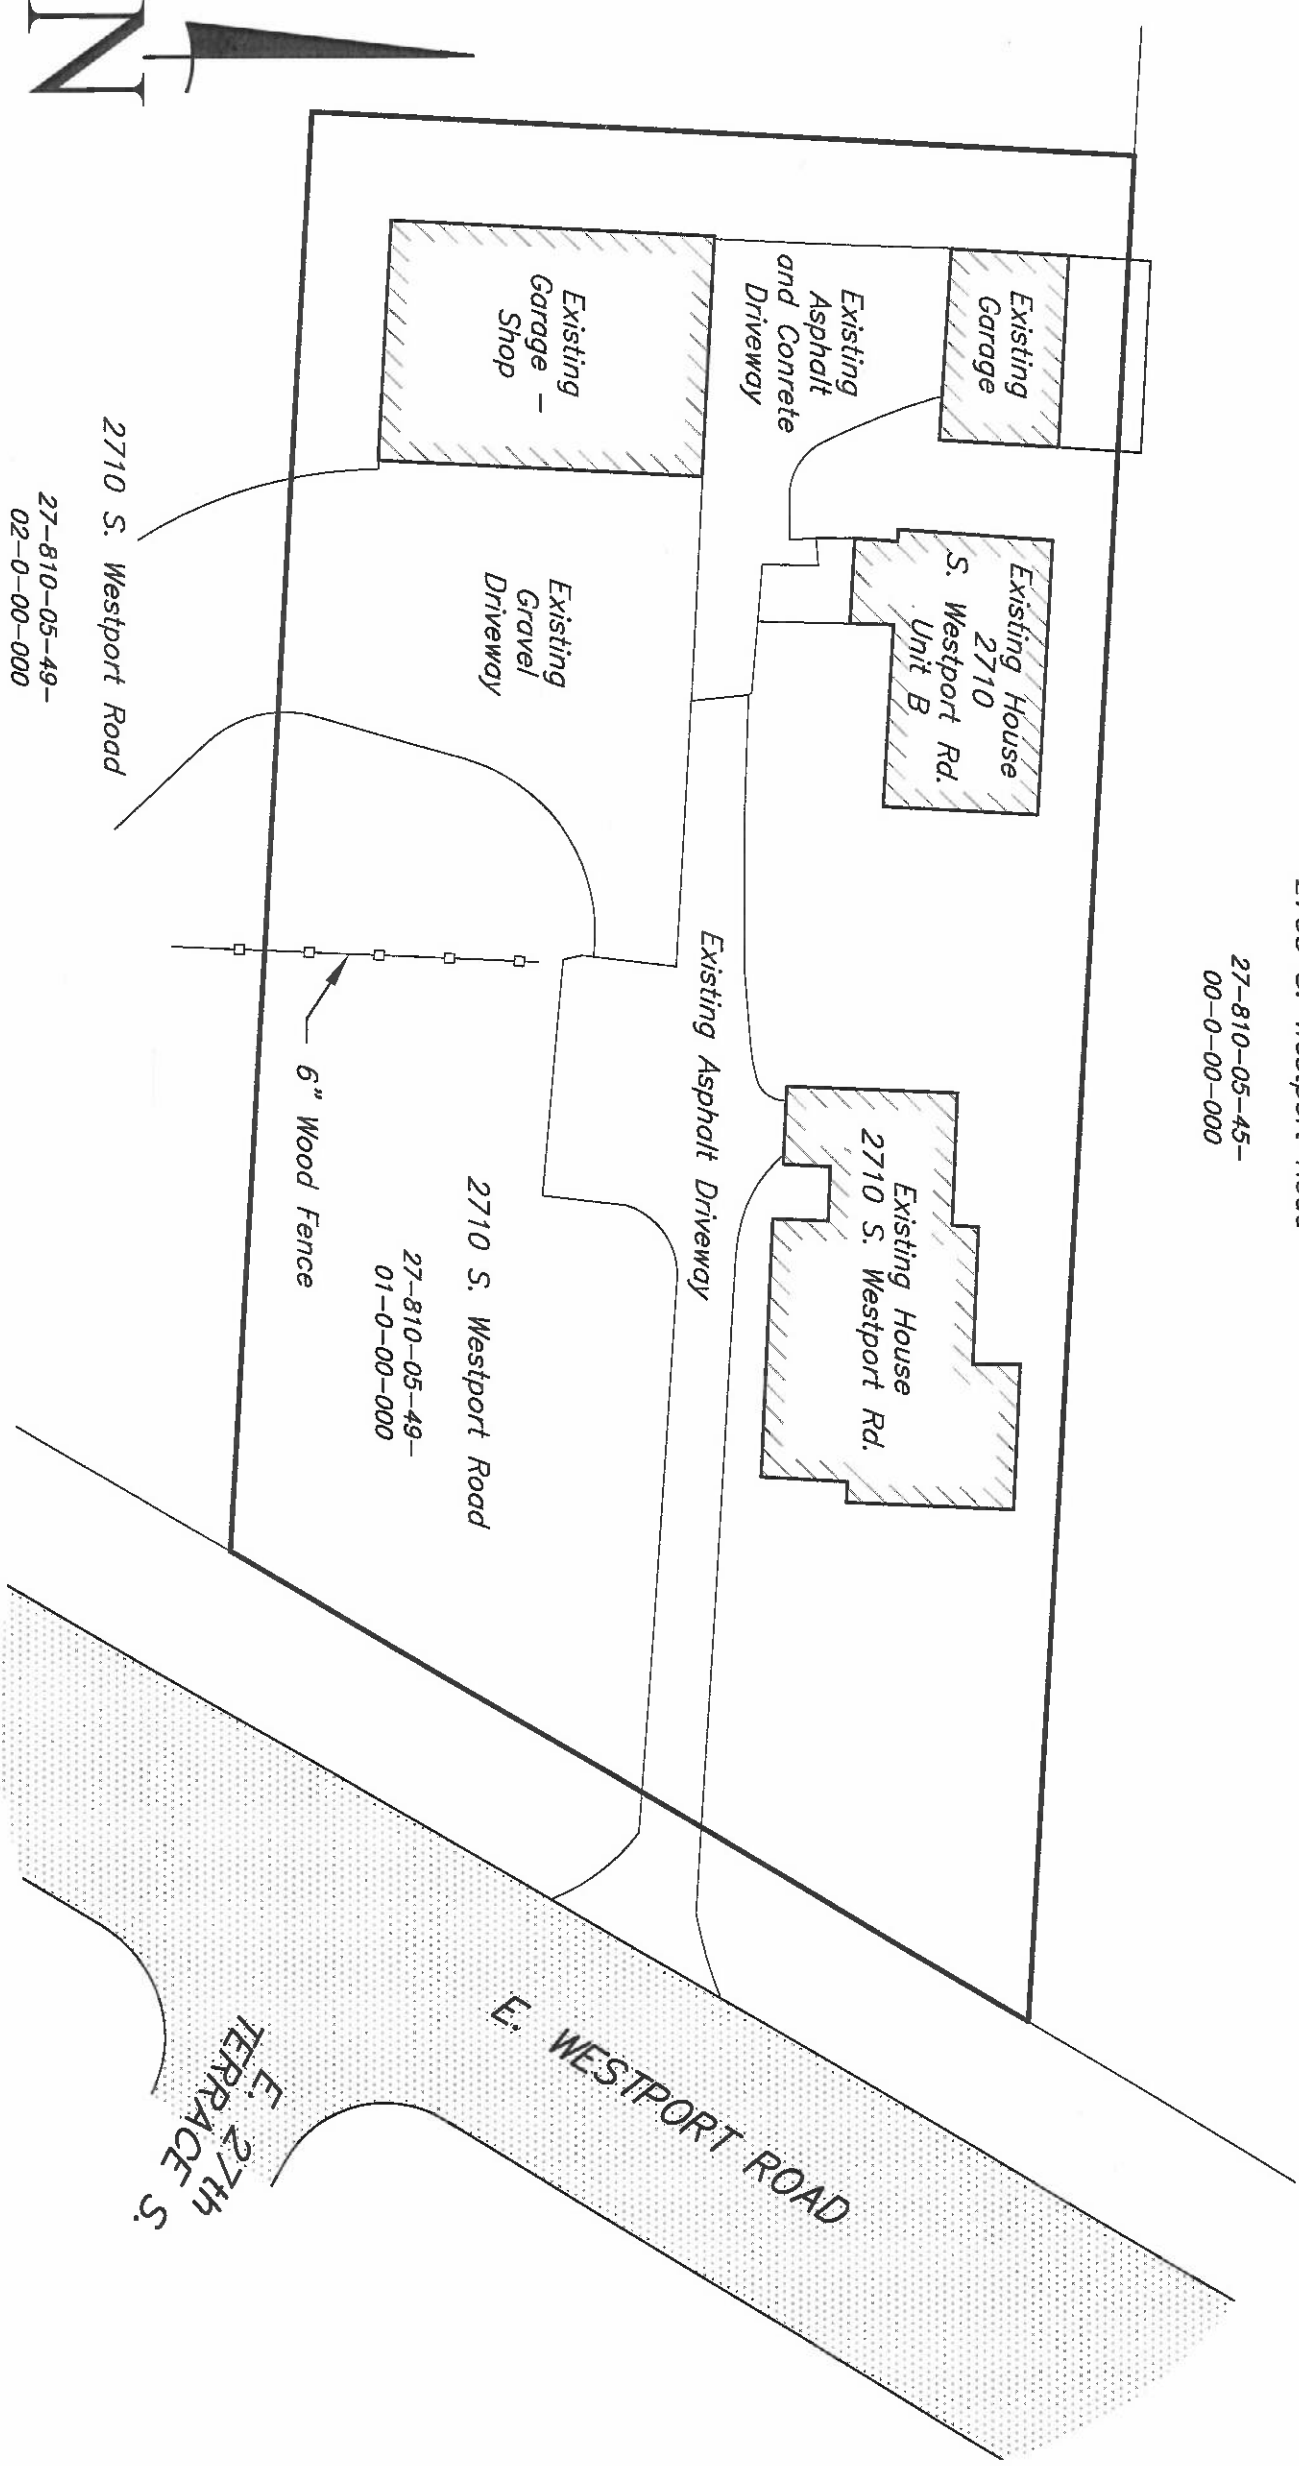 27-810-05-45-
00-0-00-00-000
Existing
Garage
Existing House
2710
S. Westport Rd.
Unit B
Existing House
2710 S. Westport Rd.
Existing
Asphalt
and Conrete
Driveway
Existing Asphalt Driveway
Existing
Garage -
Shop
Existing
Gravel
Driveway
2710 S. Westport Road
27-810-05-49-
01-0-00-000
6" Wood Fence
2710 S. Westport Road
27-810-05-49-
02-0-00-000
E. WESTPORT ROAD
E. 27th
TERRACE S.
N